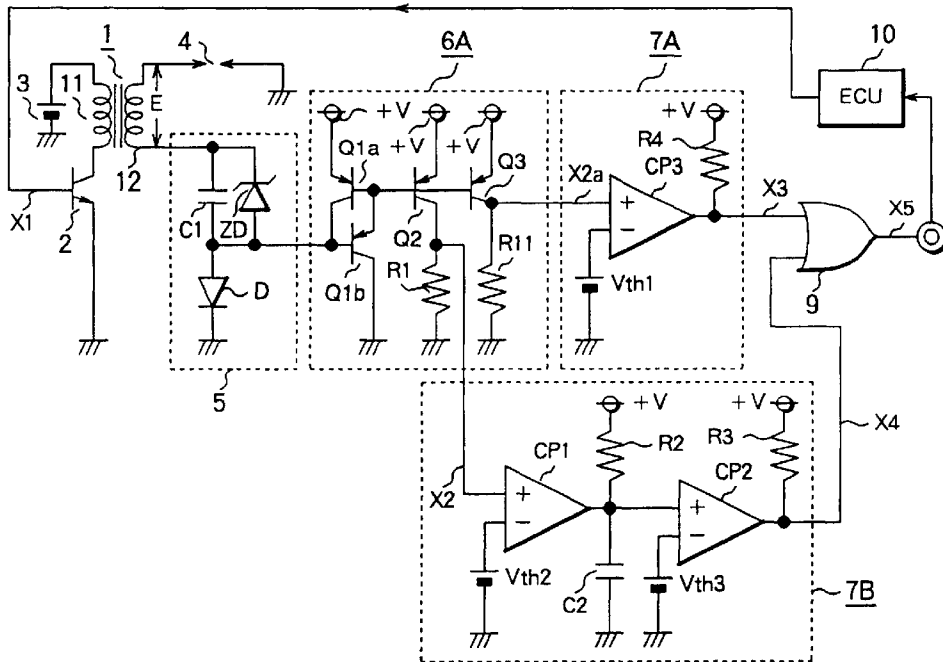 1
4
6A
7A
10
3
11
E
+V
+V
+V
+V
ECU
Q1a
Q3
X2a
R4
CP3
X3
X5
12
X1
2
C1
ZD
Q2
R11
+
−
9
D
Q1b
R1
Vth1
5
+V
+V
X4
X2
CP1
R2
R3
CP2
+
−
+
−
Vth2
C2
Vth3
7B